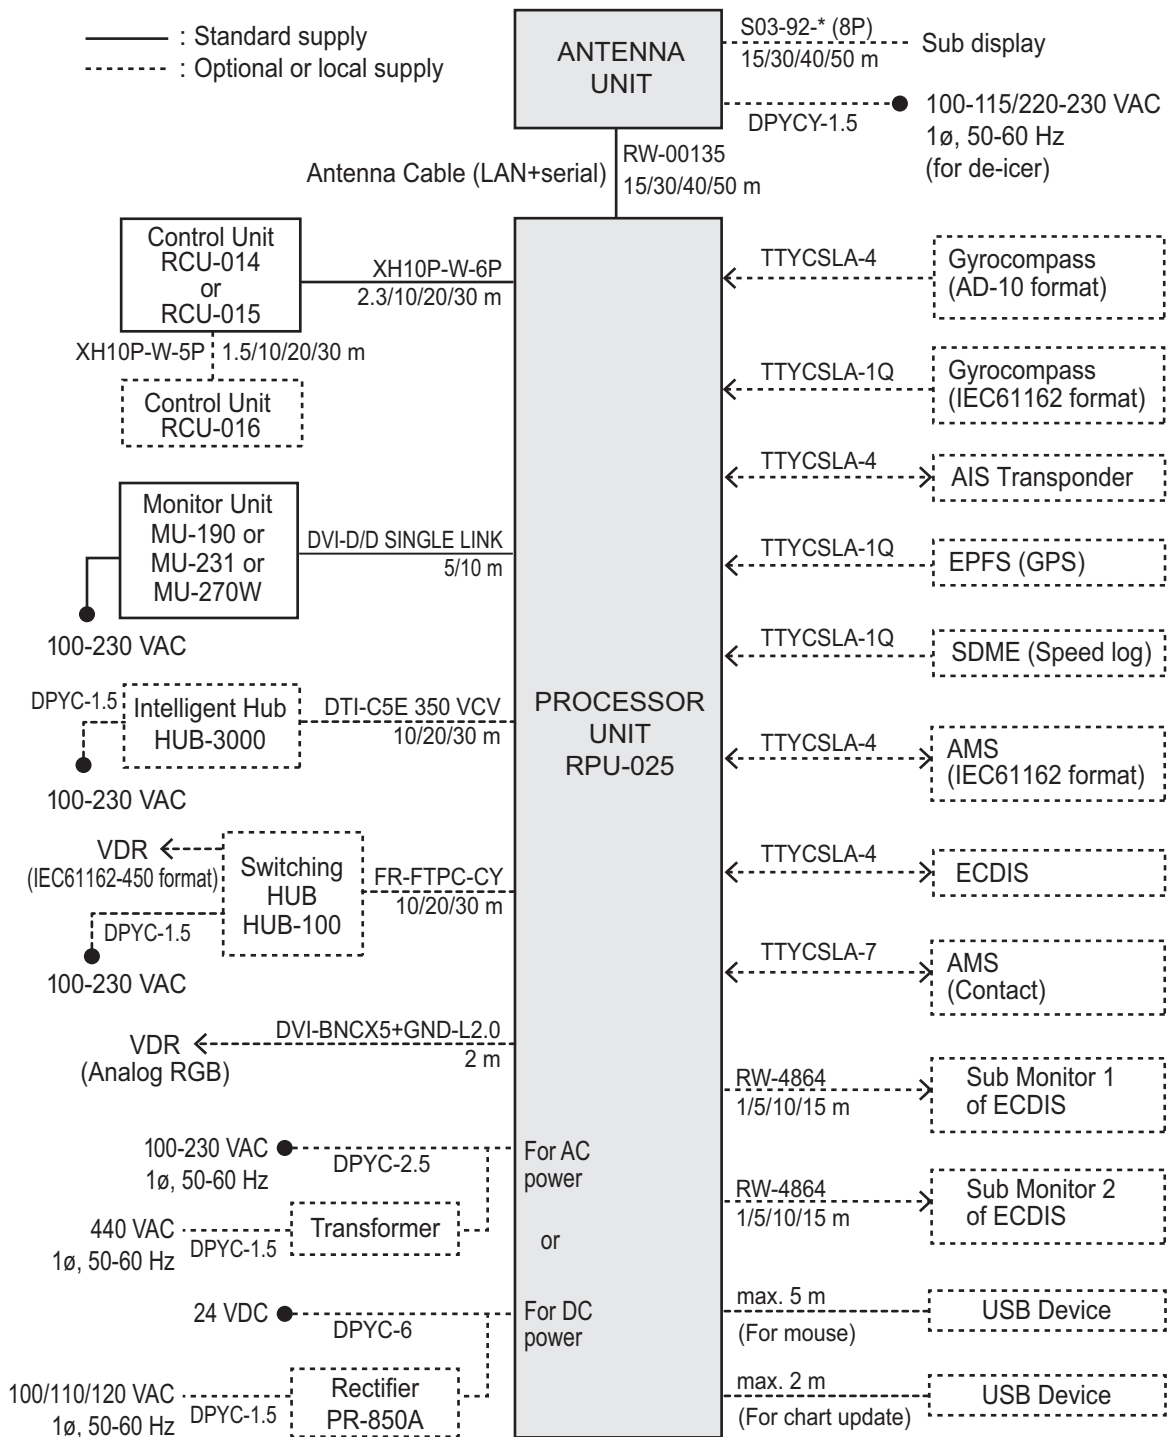 : Standard supply
: Optional or local supply
ANTENNA
UNIT
S03-92-* (8P)
15/30/40/50 m
Sub display
DPYCY-1.5
100-115/220-230 VAC
1ø, 50-60 Hz
(for de-icer)
Antenna Cable (LAN+serial)
RW-00135
15/30/40/50 m
Control Unit
RCU-014
or
RCU-015
XH10P-W-6P
2.3/10/20/30 m
XH10P-W-5P
1.5/10/20/30 m
Control Unit
RCU-016
Monitor Unit
MU-190 or
MU-231 or
MU-270W
DVI-D/D SINGLE LINK
5/10 m
100-230 VAC
DPYC-1.5
Intelligent Hub
HUB-3000
DTI-C5E 350 VCV
10/20/30 m
100-230 VAC
VDR
(IEC61162-450 format)
Switching
HUB
HUB-100
FR-FTPC-CY
10/20/30 m
DPYC-1.5
100-230 VAC
VDR
(Analog RGB)
DVI-BNCX5+GND-L2.0
2 m
100-230 VAC
1ø, 50-60 Hz
DPYC-2.5
For AC
power
440 VAC
1ø, 50-60 Hz
DPYC-1.5
Transformer
or
24 VDC
DPYC-6
For DC
power
100/110/120 VAC
1ø, 50-60 Hz
DPYC-1.5
Rectifier
PR-850A
PROCESSOR
UNIT
RPU-025
TTYCSLA-4
Gyrocompass
(AD-10 format)
TTYCSLA-1Q
Gyrocompass
(IEC61162 format)
TTYCSLA-4
AIS Transponder
TTYCSLA-1Q
EPFS (GPS)
TTYCSLA-1Q
SDME (Speed log)
TTYCSLA-4
AMS
(IEC61162 format)
TTYCSLA-4
ECDIS
TTYCSLA-7
AMS
(Contact)
RW-4864
1/5/10/15 m
Sub Monitor 1
of ECDIS
RW-4864
1/5/10/15 m
Sub Monitor 2
of ECDIS
max. 5 m
(For mouse)
USB Device
max. 2 m
(For chart update)
USB Device